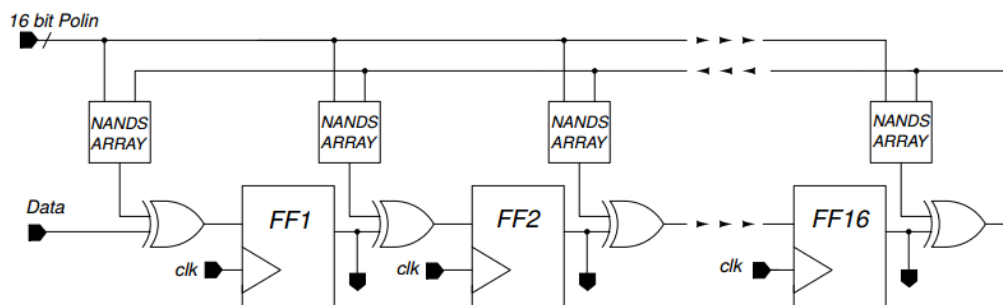 16 bit Polin
NANDS
ARRAY
NANDS
ARRAY
NANDS
ARRAY
NANDS
ARRAY
Data
FF1
FF2
FF16
clk
clk
clk